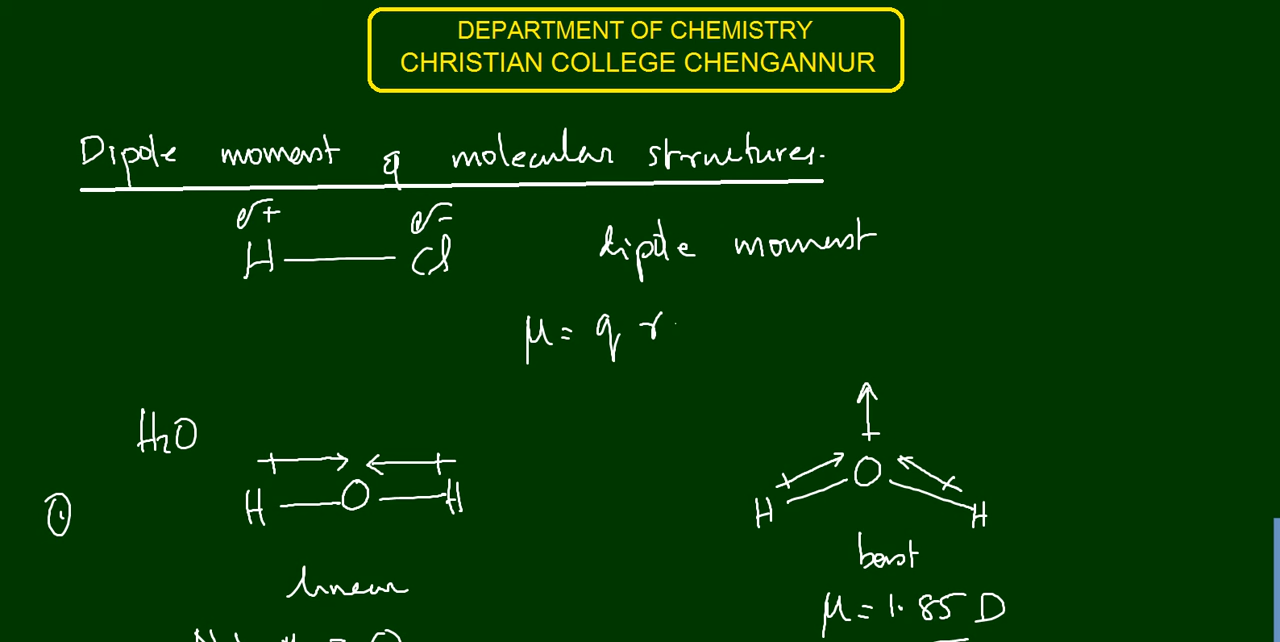 DEPARTMENT OF CHEMISTRY
CHRISTIAN COLLEGE CHENGANNUR
Dipole moment & molecular structures.
δ+ δ-
H — Cl dipole moment
μ = q r
H₂O
①
H — O — H
O
H H
linear
bent
μ = 1.85 D
= 0